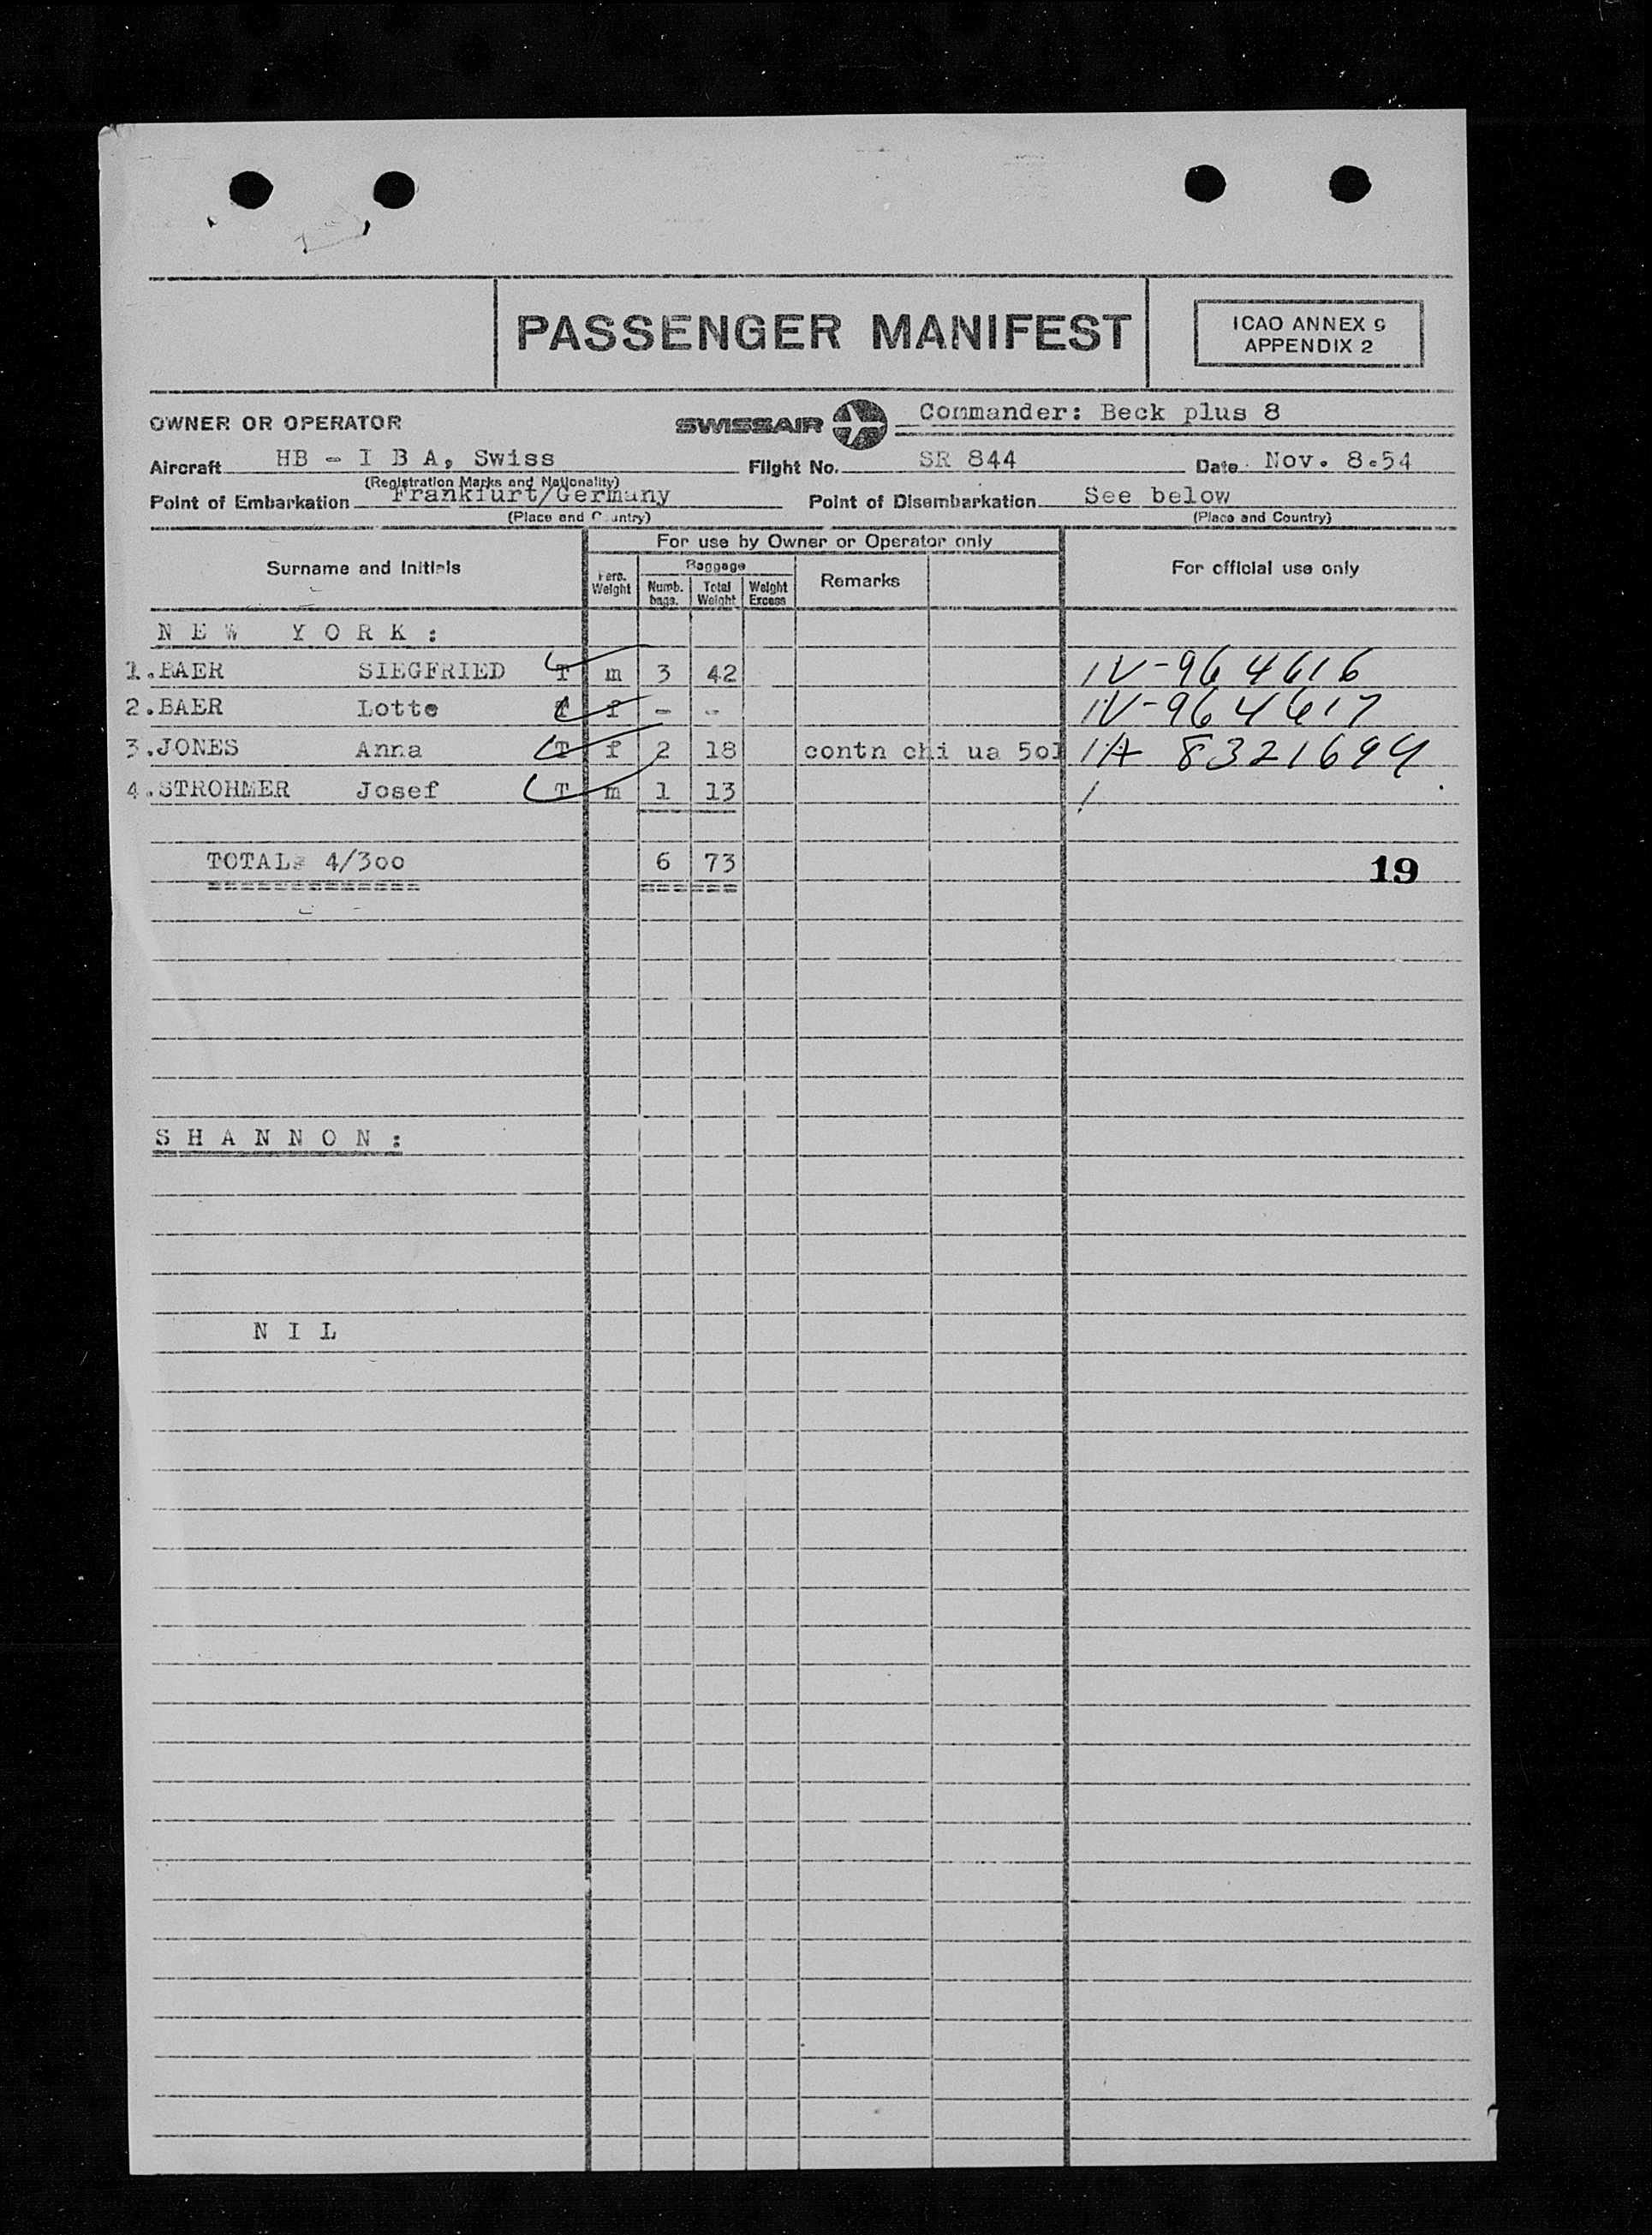 PASSENGER MANIFEST
ICAO ANNEX 9
APPENDIX 2
OWNER OR OPERATOR SWISSAIR Commander: Beck plus 8
Aircraft HB - I B A, Swiss Flight No. SR 844 Date Nov. 8.54
(Registration Marks and Nationality)
Point of Embarkation Frankfurt/Germany Point of Disembarkation See below
(Place and Country) (Place and Country)
For use by Owner or Operator only
Surname and Initials Pers. Weight Baggage Remarks For official use only
Numb. bags. Total Weight Weight Excess
N E W Y O R K :
1. BAER SIEGFRIED T m 3 42 1V-964616
2. BAER Lotte T f - - 1V-964617
3. JONES Anna T f 2 18 contn chi ua 501 1A 8321694
4. STROHMER Josef T m 1 13 /
TOTAL: 4/300 6 73 19
S H A N N O N :
N I L